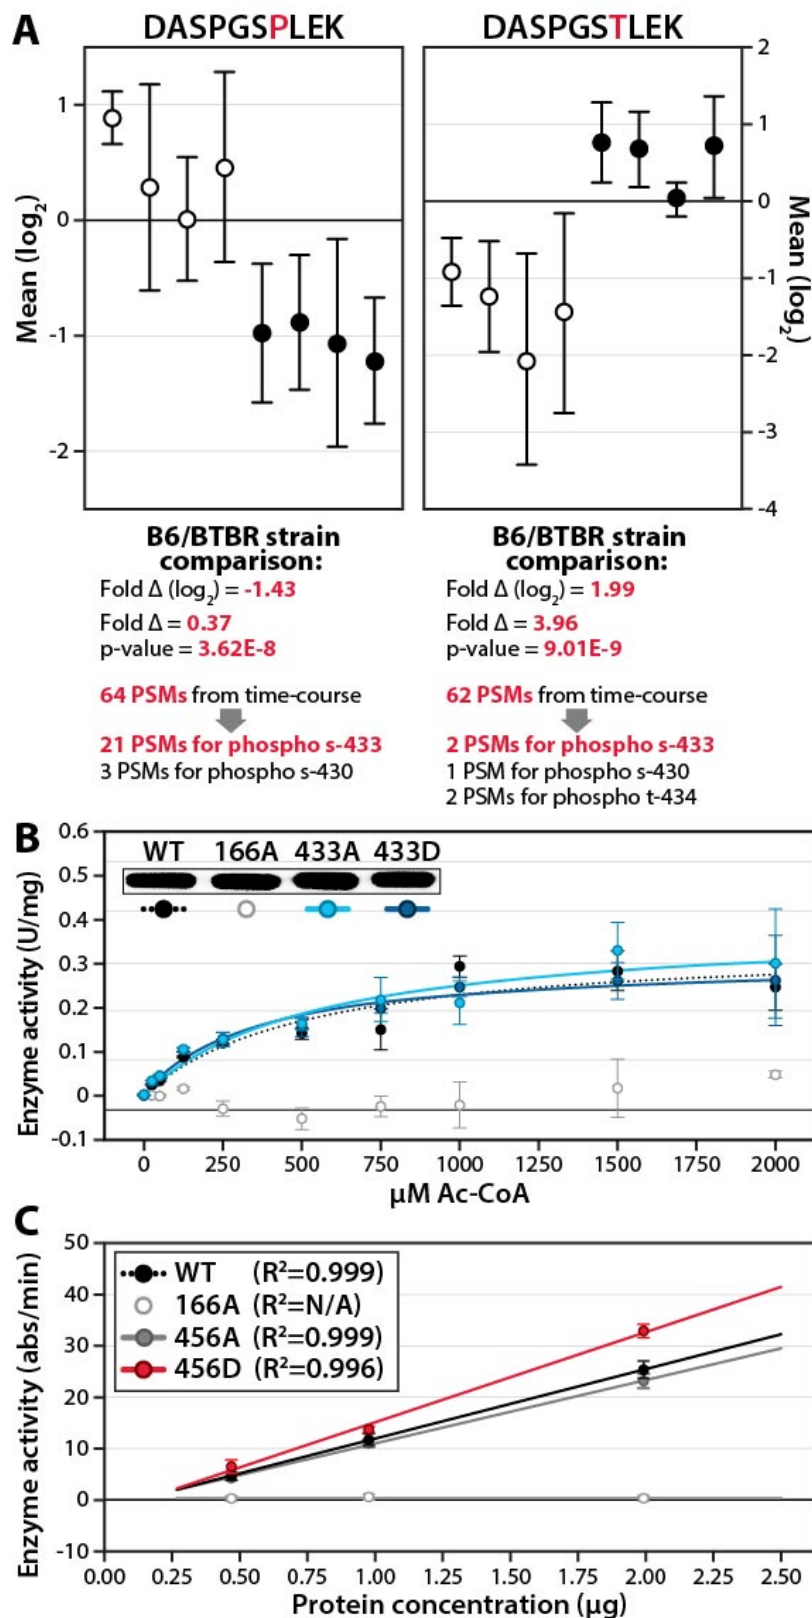 A
DASPGSPLEK
DASPGSTLEK
Mean (log2)
1
0
-1
-2
2
1
0
-1
-2
-3
-4
Mean (log2)
B6/BTBR strain
comparison:
Fold Δ (log2) = -1.43
Fold Δ = 0.37
p-value = 3.62E-8
64 PSMs from time-course
21 PSMs for phospho s-433
3 PSMs for phospho s-430
B6/BTBR strain
comparison:
Fold Δ (log2) = 1.99
Fold Δ = 3.96
p-value = 9.01E-9
62 PSMs from time-course
2 PSMs for phospho s-433
1 PSM for phospho s-430
2 PSMs for phospho t-434
B
Enzyme activity (U/mg)
0.6
0.5
0.4
0.3
0.2
0.1
0
-0.1
WT 166A 433A 433D
0 250 500 750 1000 1250 1500 1750 2000
μM Ac-CoA
C
Enzyme activity (abs/min)
50
40
30
20
10
0
-10
WT (R²=0.999)
166A (R²=N/A)
456A (R²=0.999)
456D (R²=0.996)
0.00 0.25 0.50 0.75 1.00 1.25 1.50 1.75 2.00 2.25 2.50
Protein concentration (μg)